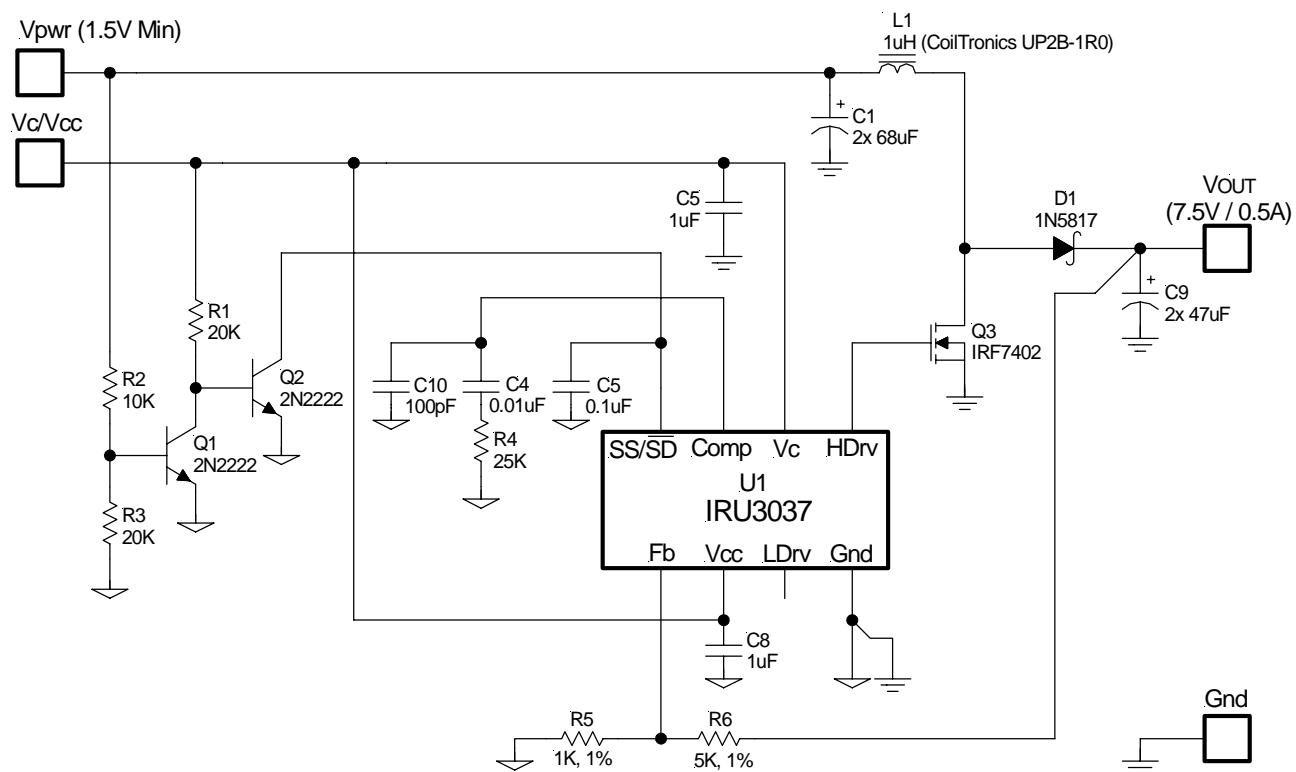 Vpwr (1.5V Min)
L1
1uH (CoilTronics UP2B-1R0)
Vc/Vcc
C1
2x 68uF
C5
1uF
D1
1N5817
VOUT
(7.5V / 0.5A)
C9
2x 47uF
R1
20K
Q3
IRF7402
R2
10K
Q2
2N2222
C10
100pF
C4
0.01uF
C5
0.1uF
Q1
2N2222
R4
25K
SS/SD
Comp
Vc
HDrv
U1
IRU3037
R3
20K
Fb
Vcc
LDrv
Gnd
C8
1uF
R5
1K, 1%
R6
5K, 1%
Gnd